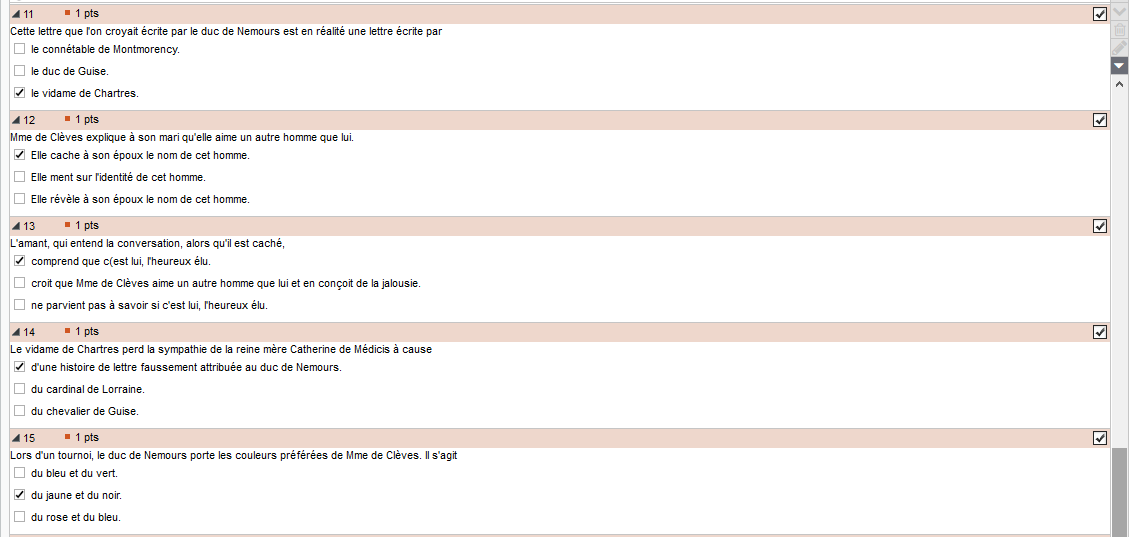 11 1 pts
Cette lettre que l'on croyait écrite par le duc de Nemours est en réalité une lettre écrite par
le connétable de Montmorency.
le duc de Guise.
le vidame de Chartres.
12 1 pts
Mme de Clèves explique à son mari qu'elle aime un autre homme que lui.
Elle cache à son époux le nom de cet homme.
Elle ment sur l'identité de cet homme.
Elle révèle à son époux le nom de cet homme.
13 1 pts
L'amant, qui entend la conversation, alors qu'il est caché,
comprend que c(est lui, l'heureux élu.
croit que Mme de Clèves aime un autre homme que lui et en conçoit de la jalousie.
ne parvient pas à savoir si c'est lui, l'heureux élu.
14 1 pts
Le vidame de Chartres perd la sympathie de la reine mère Catherine de Médicis à cause
d'une histoire de lettre faussement attribuée au duc de Nemours.
du cardinal de Lorraine.
du chevalier de Guise.
15 1 pts
Lors d'un tournoi, le duc de Nemours porte les couleurs préférées de Mme de Clèves. Il s'agit
du bleu et du vert.
du jaune et du noir.
du rose et du bleu.